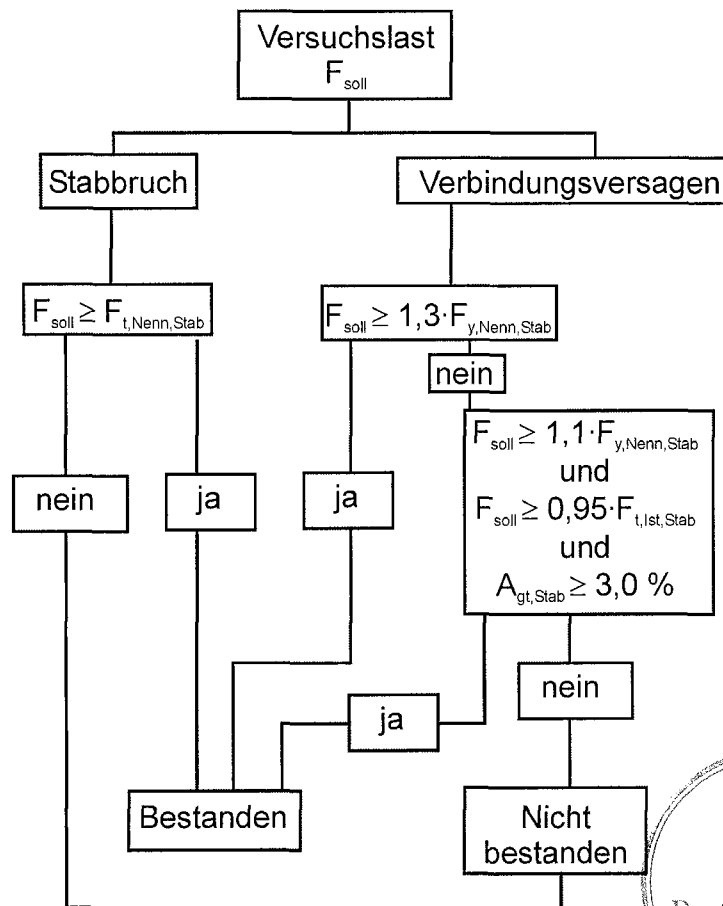 Versuchslast
F_soll
Stabbruch
Verbindungsversagen
F_soll ≥ F_t,Nenn,Stab
F_soll ≥ 1,3·F_y,Nenn,Stab
nein
F_soll ≥ 1,1·F_y,Nenn,Stab
und
F_soll ≥ 0,95·F_t,Ist,Stab
und
A_gt,Stab ≥ 3,0 %
nein
ja
ja
nein
ja
Bestanden
Nicht
bestanden